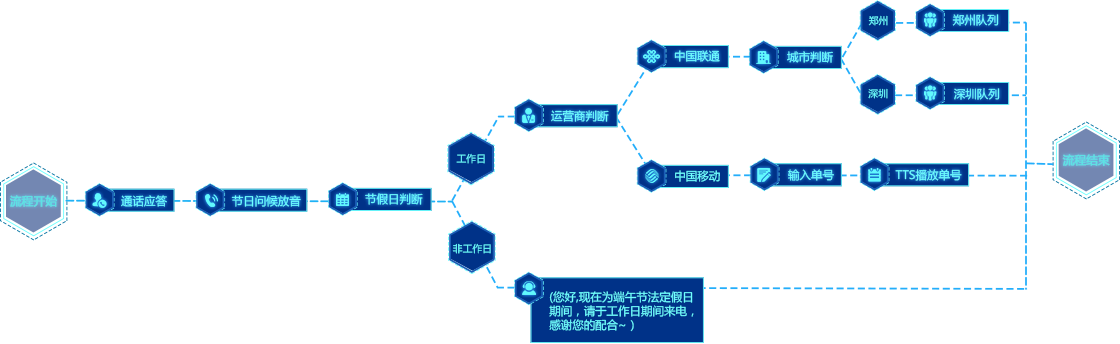 流程开始
通话应答
节日问候放音
节假日判断
工作日
非工作日
运营商判断
中国联通
城市判断
郑州
郑州队列
深圳
深圳队列
中国移动
输入单号
TTS播放单号
(您好,现在为端午节法定假日
期间，请于工作日期间来电，
感谢您的配合~ ）
流程结束